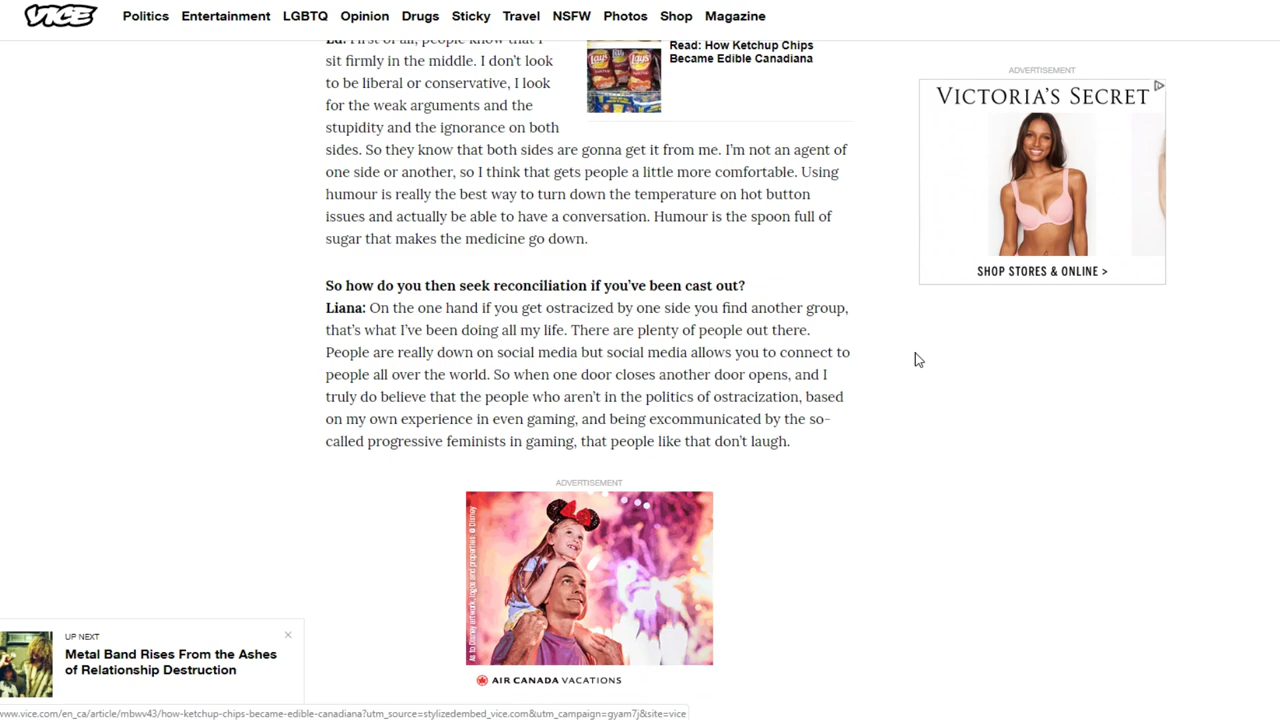 VICE
Politics Entertainment LGBTQ Opinion Drugs Sticky Travel NSFW Photos Shop Magazine
Ed: First of all, people know that I
sit firmly in the middle. I don't look
to be liberal or conservative, I look
for the weak arguments and the
stupidity and the ignorance on both
sides. So they know that both sides are gonna get it from me. I'm not an agent of
one side or another, so I think that gets people a little more comfortable. Using
humour is really the best way to turn down the temperature on hot button
issues and actually be able to have a conversation. Humour is the spoon full of
sugar that makes the medicine go down.
Lay's Lay's
Read: How Ketchup Chips
Became Edible Canadiana
So how do you then seek reconciliation if you've been cast out?
Liana: On the one hand if you get ostracized by one side you find another group,
that's what I've been doing all my life. There are plenty of people out there.
People are really down on social media but social media allows you to connect to
people all over the world. So when one door closes another door opens, and I
truly do believe that the people who aren't in the politics of ostracization, based
on my own experience in even gaming, and being excommunicated by the so-
called progressive feminists in gaming, that people like that don't laugh.
ADVERTISEMENT
As to Disney artwork, logos and properties: © Disney
AIR CANADA VACATIONS
ADVERTISEMENT
VICTORIA'S SECRET
SHOP STORES & ONLINE >
UP NEXT
Metal Band Rises From the Ashes
of Relationship Destruction
www.vice.com/en_ca/article/mbwv43/how-ketchup-chips-became-edible-canadiana?utm_source=stylizedembed_vice.com&utm_campaign=gyam7j&site=vice